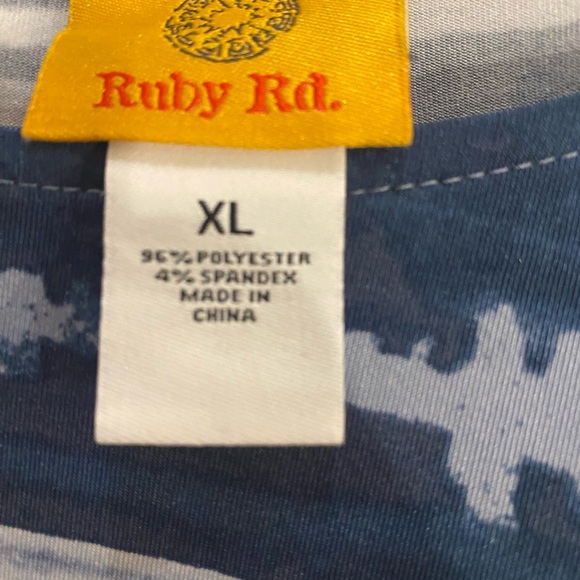 Ruby Rd.
XL
96% POLYESTER
4% SPANDEX
MADE IN
CHINA